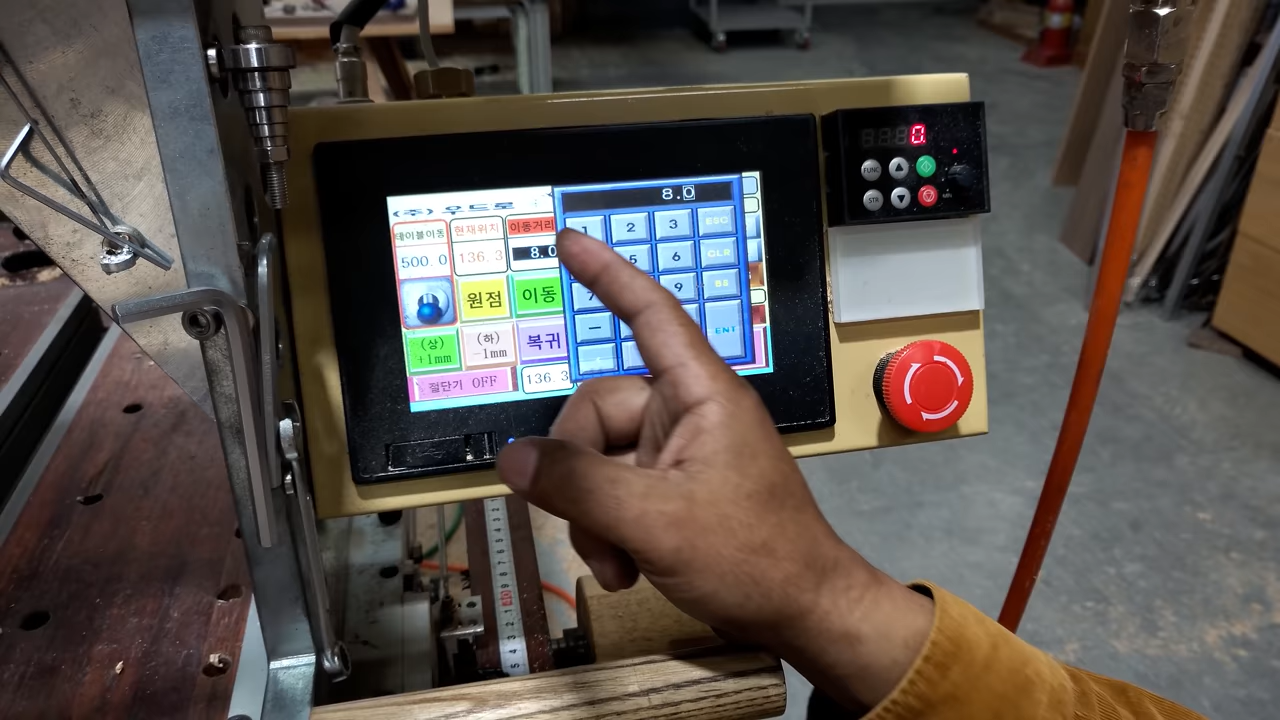 (주) 우드로
테이블이동 현재위치 이동거리
500.0 136.3 8.0
원점 이동
(상) +1mm (하) -1mm 복귀
절단기 OFF 136.3
8.0
1 2 3 ESC
5 6 CLR
7 9 BS
—
ENT
0.
FUNC
STR
MIN